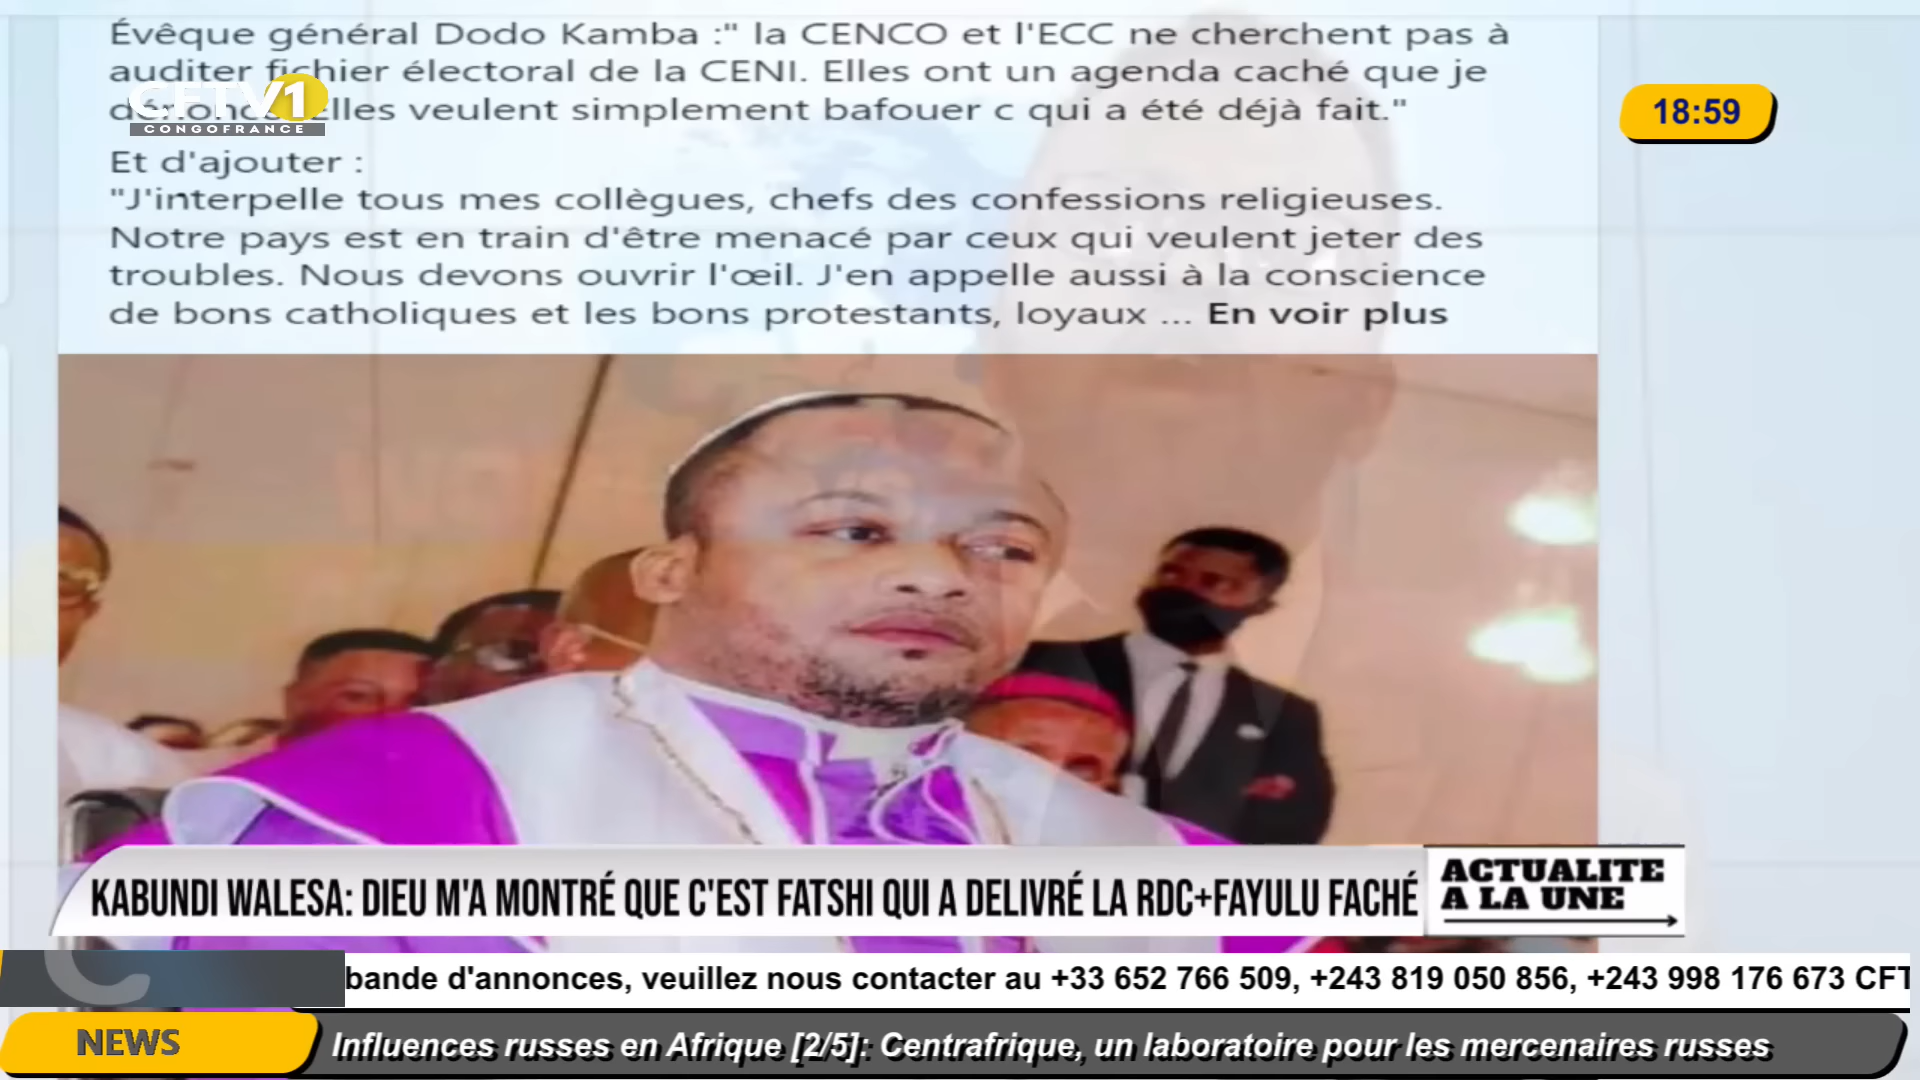 Évêque général Dodo Kamba :" la CENCO et l'ECC ne cherchent pas à
auditer fichier électoral de la CENI. Elles ont un agenda caché que je
dénonce. Elles veulent simplement bafouer c qui a été déjà fait."
CFTV1
CONGOFRANCE
18:59
Et d'ajouter :
"J'interpelle tous mes collègues, chefs des confessions religieuses.
Notre pays est en train d'être menacé par ceux qui veulent jeter des
troubles. Nous devons ouvrir l'œil. J'en appelle aussi à la conscience
de bons catholiques et les bons protestants, loyaux ... En voir plus
KABUNDI WALESA: DIEU M'A MONTRÉ QUE C'EST FATSHI QUI A DELIVRÉ LA RDC+FAYULU FACHÉ
ACTUALITE
A LA UNE
bande d'annonces, veuillez nous contacter au +33 652 766 509, +243 819 050 856, +243 998 176 673 CFT
NEWS
Influences russes en Afrique [2/5]: Centrafrique, un laboratoire pour les mercenaires russes